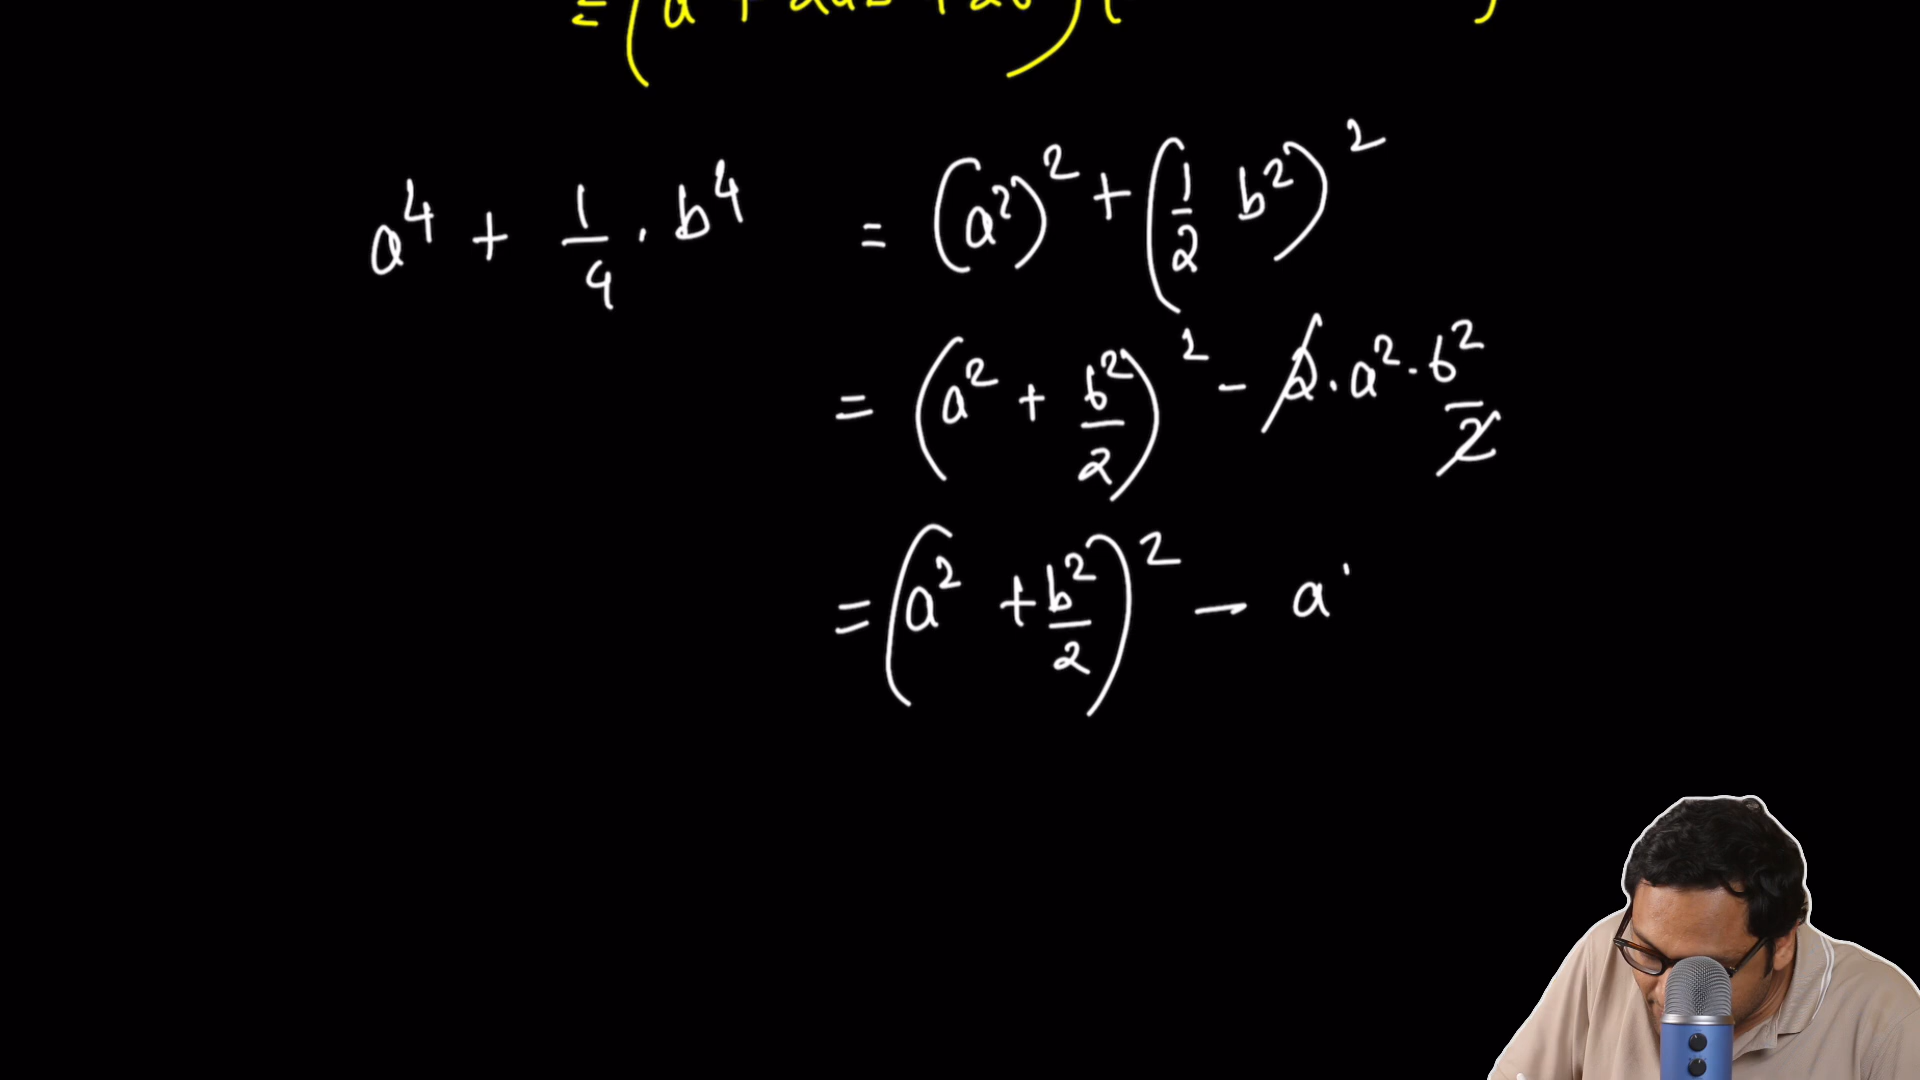 a⁴ + 1/4 · b⁴ = (a²)² + (1/2 b²)²
= (a² + b²/2)² - 2 · a² · b²/2
= (a² + b²/2)² - a